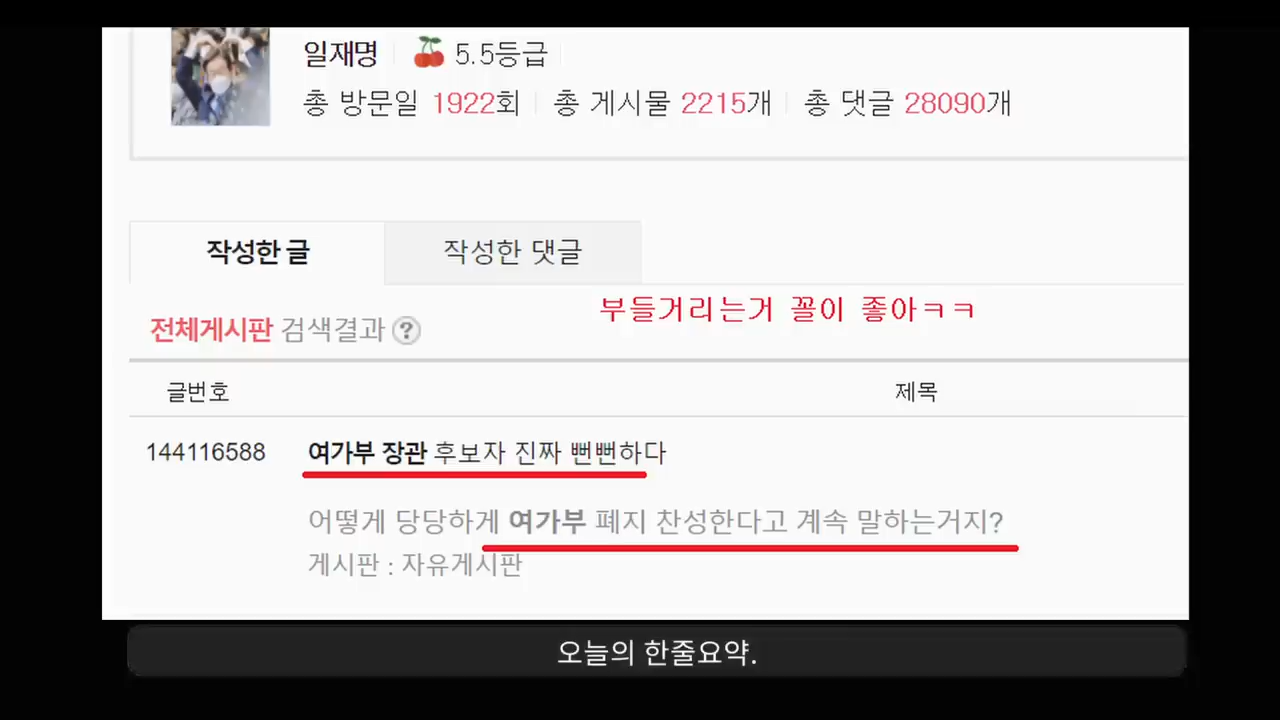 일재명 5.5등급
총 방문일 1922회 총 게시물 2215개 총 댓글 28090개
작성한 글 작성한 댓글
부들거리는거 꼴이 좋아ㅋㅋ
전체게시판 검색결과 ?
글번호 제목
144116588 여가부 장관 후보자 진짜 뻔뻔하다
어떻게 당당하게 여가부 폐지 찬성한다고 계속 말하는거지?
게시판 : 자유게시판
오늘의 한줄요약.